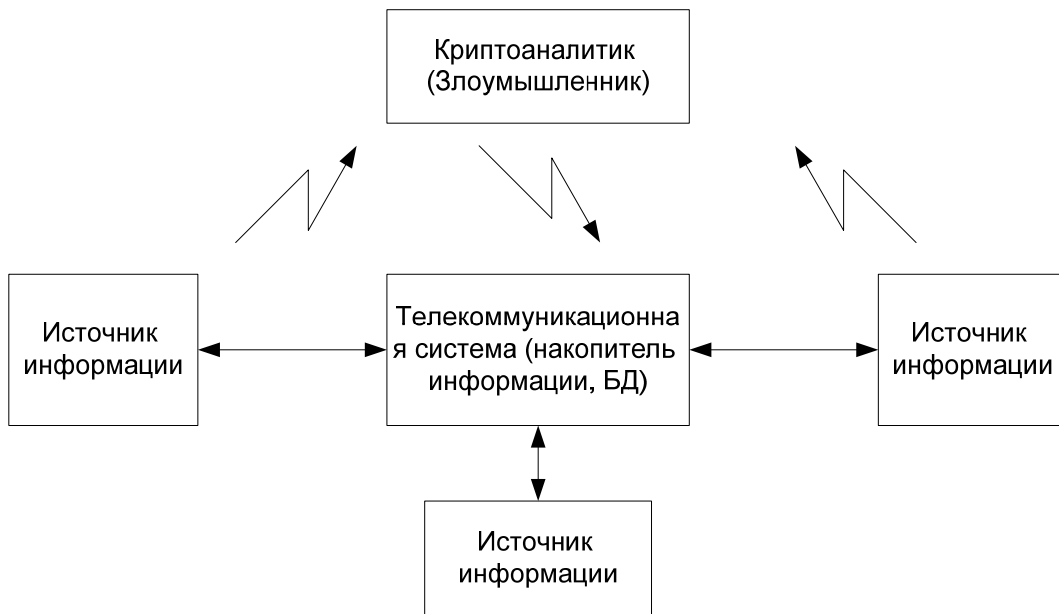 Криптоаналитик
(Злоумышленник)
Источник
информации
Телекоммуникационна
я система (накопитель
информации, БД)
Источник
информации
Источник
информации